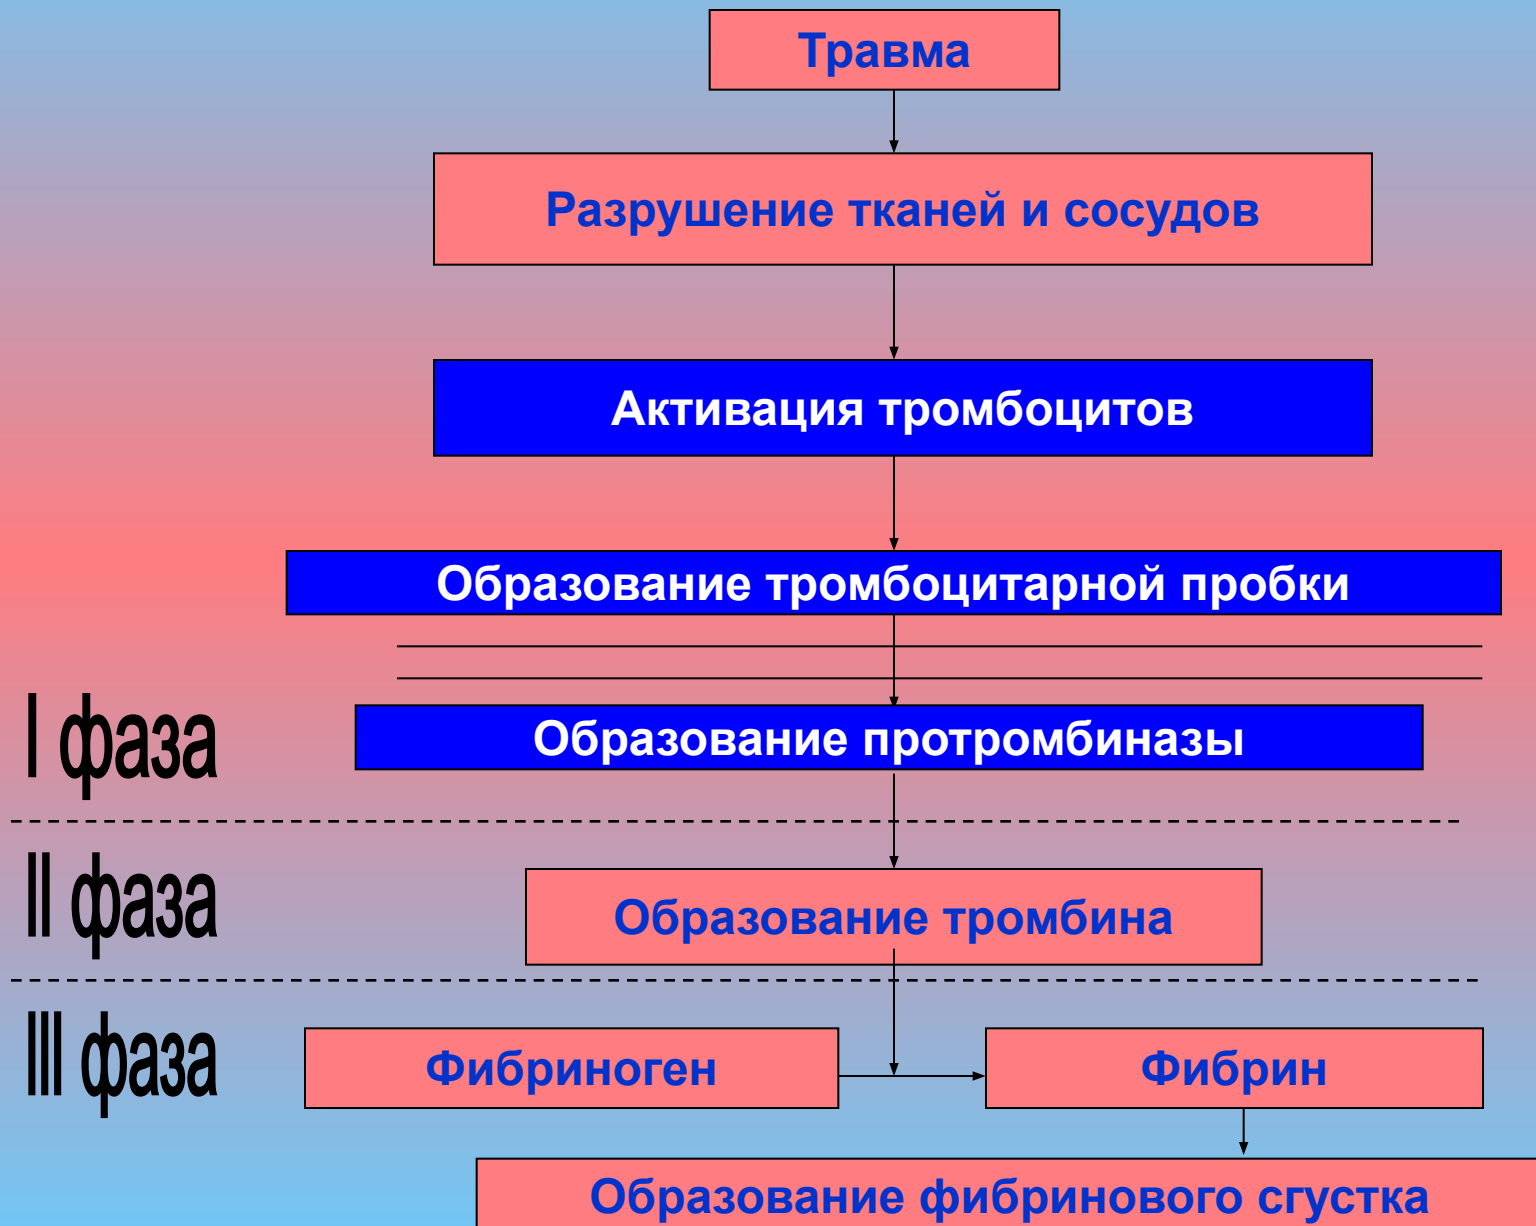 Травма
Разрушение тканей и сосудов
Активация тромбоцитов
Образование тромбоцитарной пробки
I фаза
Образование протромбиназы
II фаза
Образование тромбина
III фаза
Фибриноген
Фибрин
Образование фибринового сгустка